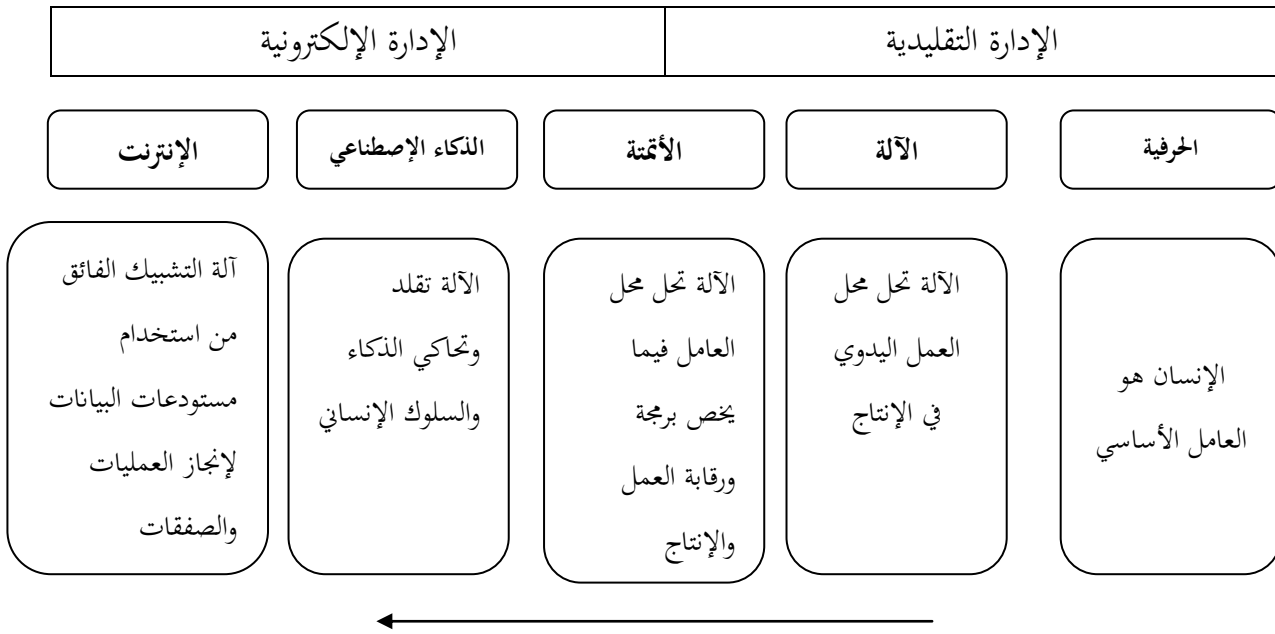 الإدارة التقليدية
الإدارة الإلكترونية
الحرفية
الآلة
الأتمتة
الذكاء الإصطناعي
الإنترنت
الإنسان هو
العامل الأساسي
الآلة تحل محل
العمل اليدوي
في الإنتاج
الآلة تحل محل
العامل فيما
يخص برمجة
ورقابة العمل
والإنتاج
الآلة تقلد
وتحاكي الذكاء
والسلوك الإنساني
آلة التشبيك الفائق
من استخدام
مستودعات البيانات
لإنجاز العمليات
والصفقات